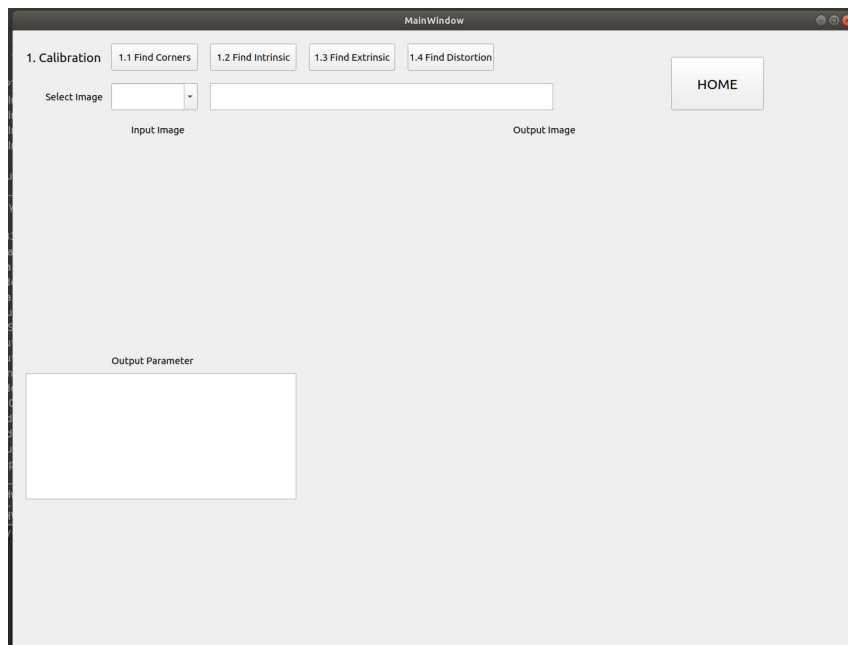 MainWindow
1. Calibration 1.1 Find Corners 1.2 Find Intrinsic 1.3 Find Extrinsic 1.4 Find Distortion
HOME
Select Image
Input Image Output Image
Output Parameter